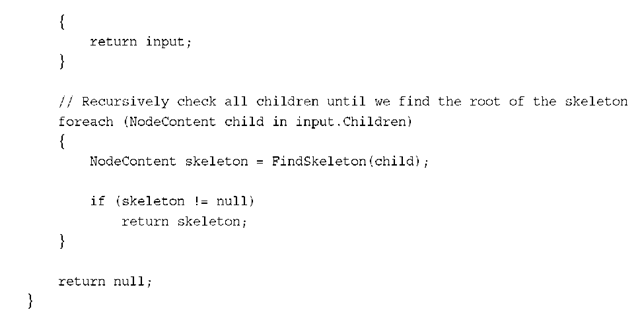 {
return input;
}
// Recursively check all children until we find the root of the skeleton
foreach (NodeContent child in input.Children)
{
NodeContent skeleton = FindSkeleton(child);
if (skeleton != null)
return skeleton;
}
return null;
}